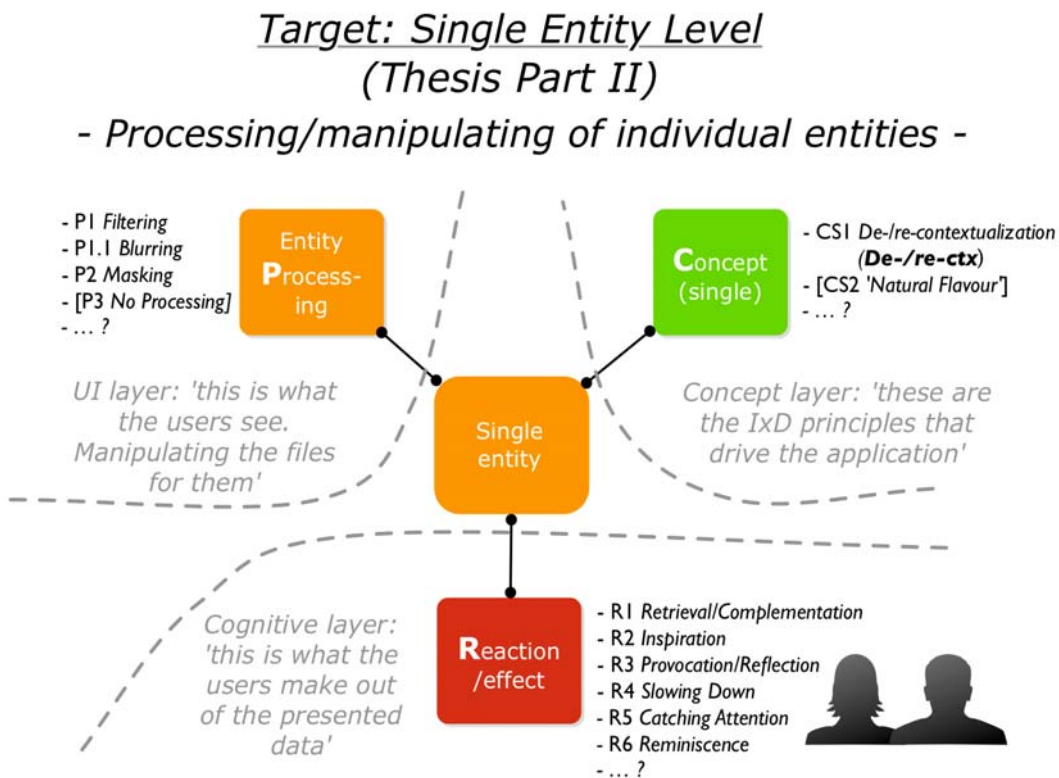 Target: Single Entity Level
(Thesis Part II)
- Processing/manipulating of individual entities -
- P1 Filtering
- P1.1 Blurring
- P2 Masking
- [P3 No Processing]
- ... ?
Entity
Process-
ing
Concept
(single)
- CS1 De-/re-contextualization
(De-/re-ctx)
- [CS2 'Natural Flavour']
- ... ?
UI layer: 'this is what
the users see.
Manipulating the files
for them'
Single
entity
Concept layer: 'these are
the IxD principles that
drive the application'
Cognitive layer:
'this is what the
users make out
of the presented
data'
Reaction
/effect
- R1 Retrieval/Complementation
- R2 Inspiration
- R3 Provocation/Reflection
- R4 Slowing Down
- R5 Catching Attention
- R6 Reminiscence
- ... ?